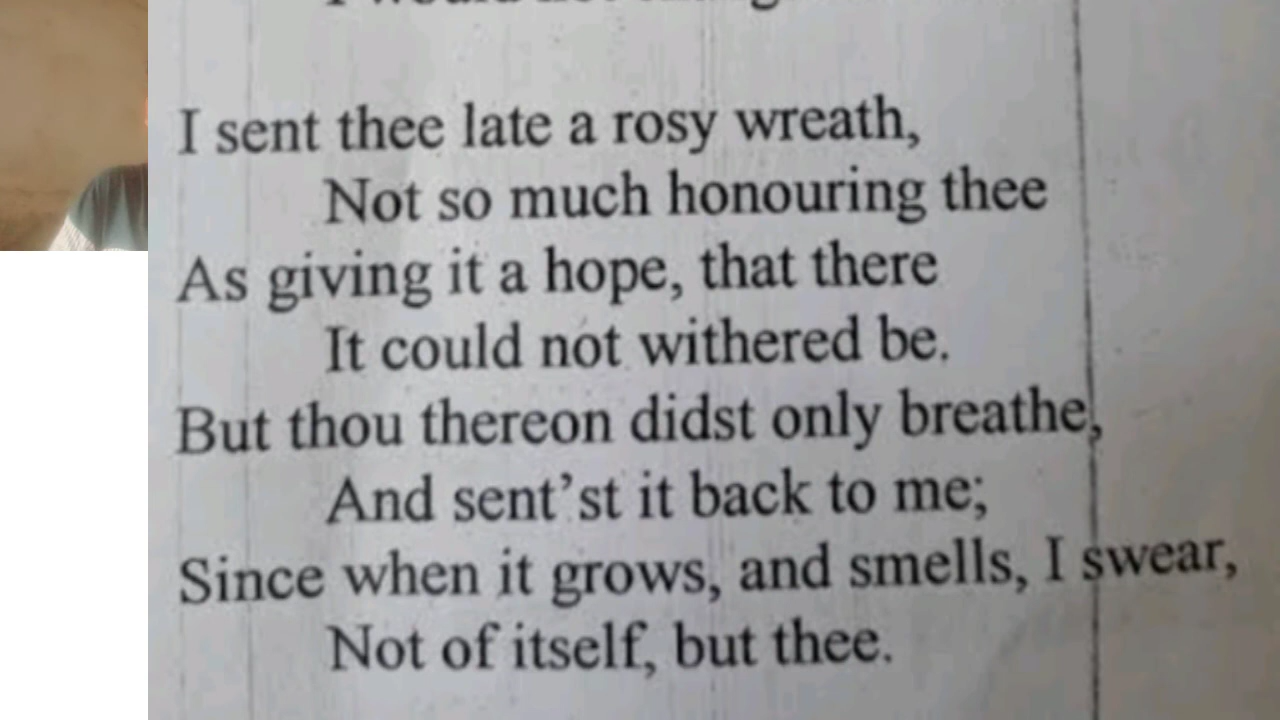 I sent thee late a rosy wreath,
Not so much honouring thee
As giving it a hope, that there
It could not withered be.
But thou thereon didst only breathe,
And sent'st it back to me;
Since when it grows, and smells, I swear,
Not of itself, but thee.